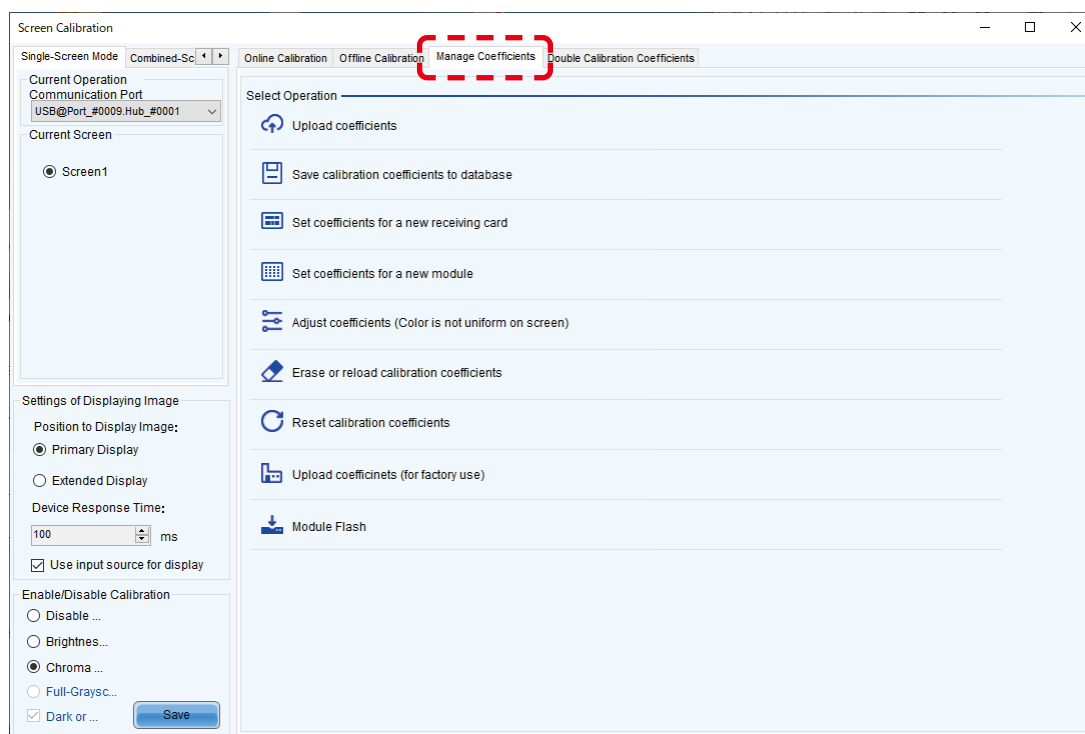 Screen Calibration
Single-Screen Mode Combined-Sc
Online Calibration Offline Calibration Manage Coefficients Double Calibration Coefficients
Current Operation
Communication Port
USB@Port_#0009.Hub_#0001
Current Screen
Screen1
Select Operation
Upload coefficients
Save calibration coefficients to database
Set coefficients for a new receiving card
Set coefficients for a new module
Adjust coefficients (Color is not uniform on screen)
Erase or reload calibration coefficients
Reset calibration coefficients
Upload coefficinets (for factory use)
Module Flash
Settings of Displaying Image
Position to Display Image:
Primary Display
Extended Display
Device Response Time:
100 ms
Use input source for display
Enable/Disable Calibration
Disable ...
Brightnes...
Chroma ...
Full-Graysc...
Dark or ...
Save